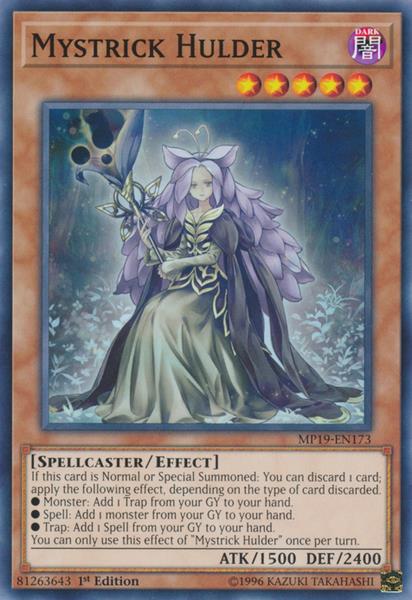 Mystrick Hulder
DARK
闇
MP19-EN173
[Spellcaster/Effect]
If this card is Normal or Special Summoned: You can discard 1 card;
apply the following effect, depending on the type of card discarded.
● Monster: Add 1 Trap from your GY to your hand.
● Spell: Add 1 monster from your GY to your hand.
● Trap: Add 1 Spell from your GY to your hand.
You can only use this effect of "Mystrick Hulder" once per turn.
ATK/1500 DEF/2400
81263643 1st Edition ©1996 KAZUKI TAKAHASHI